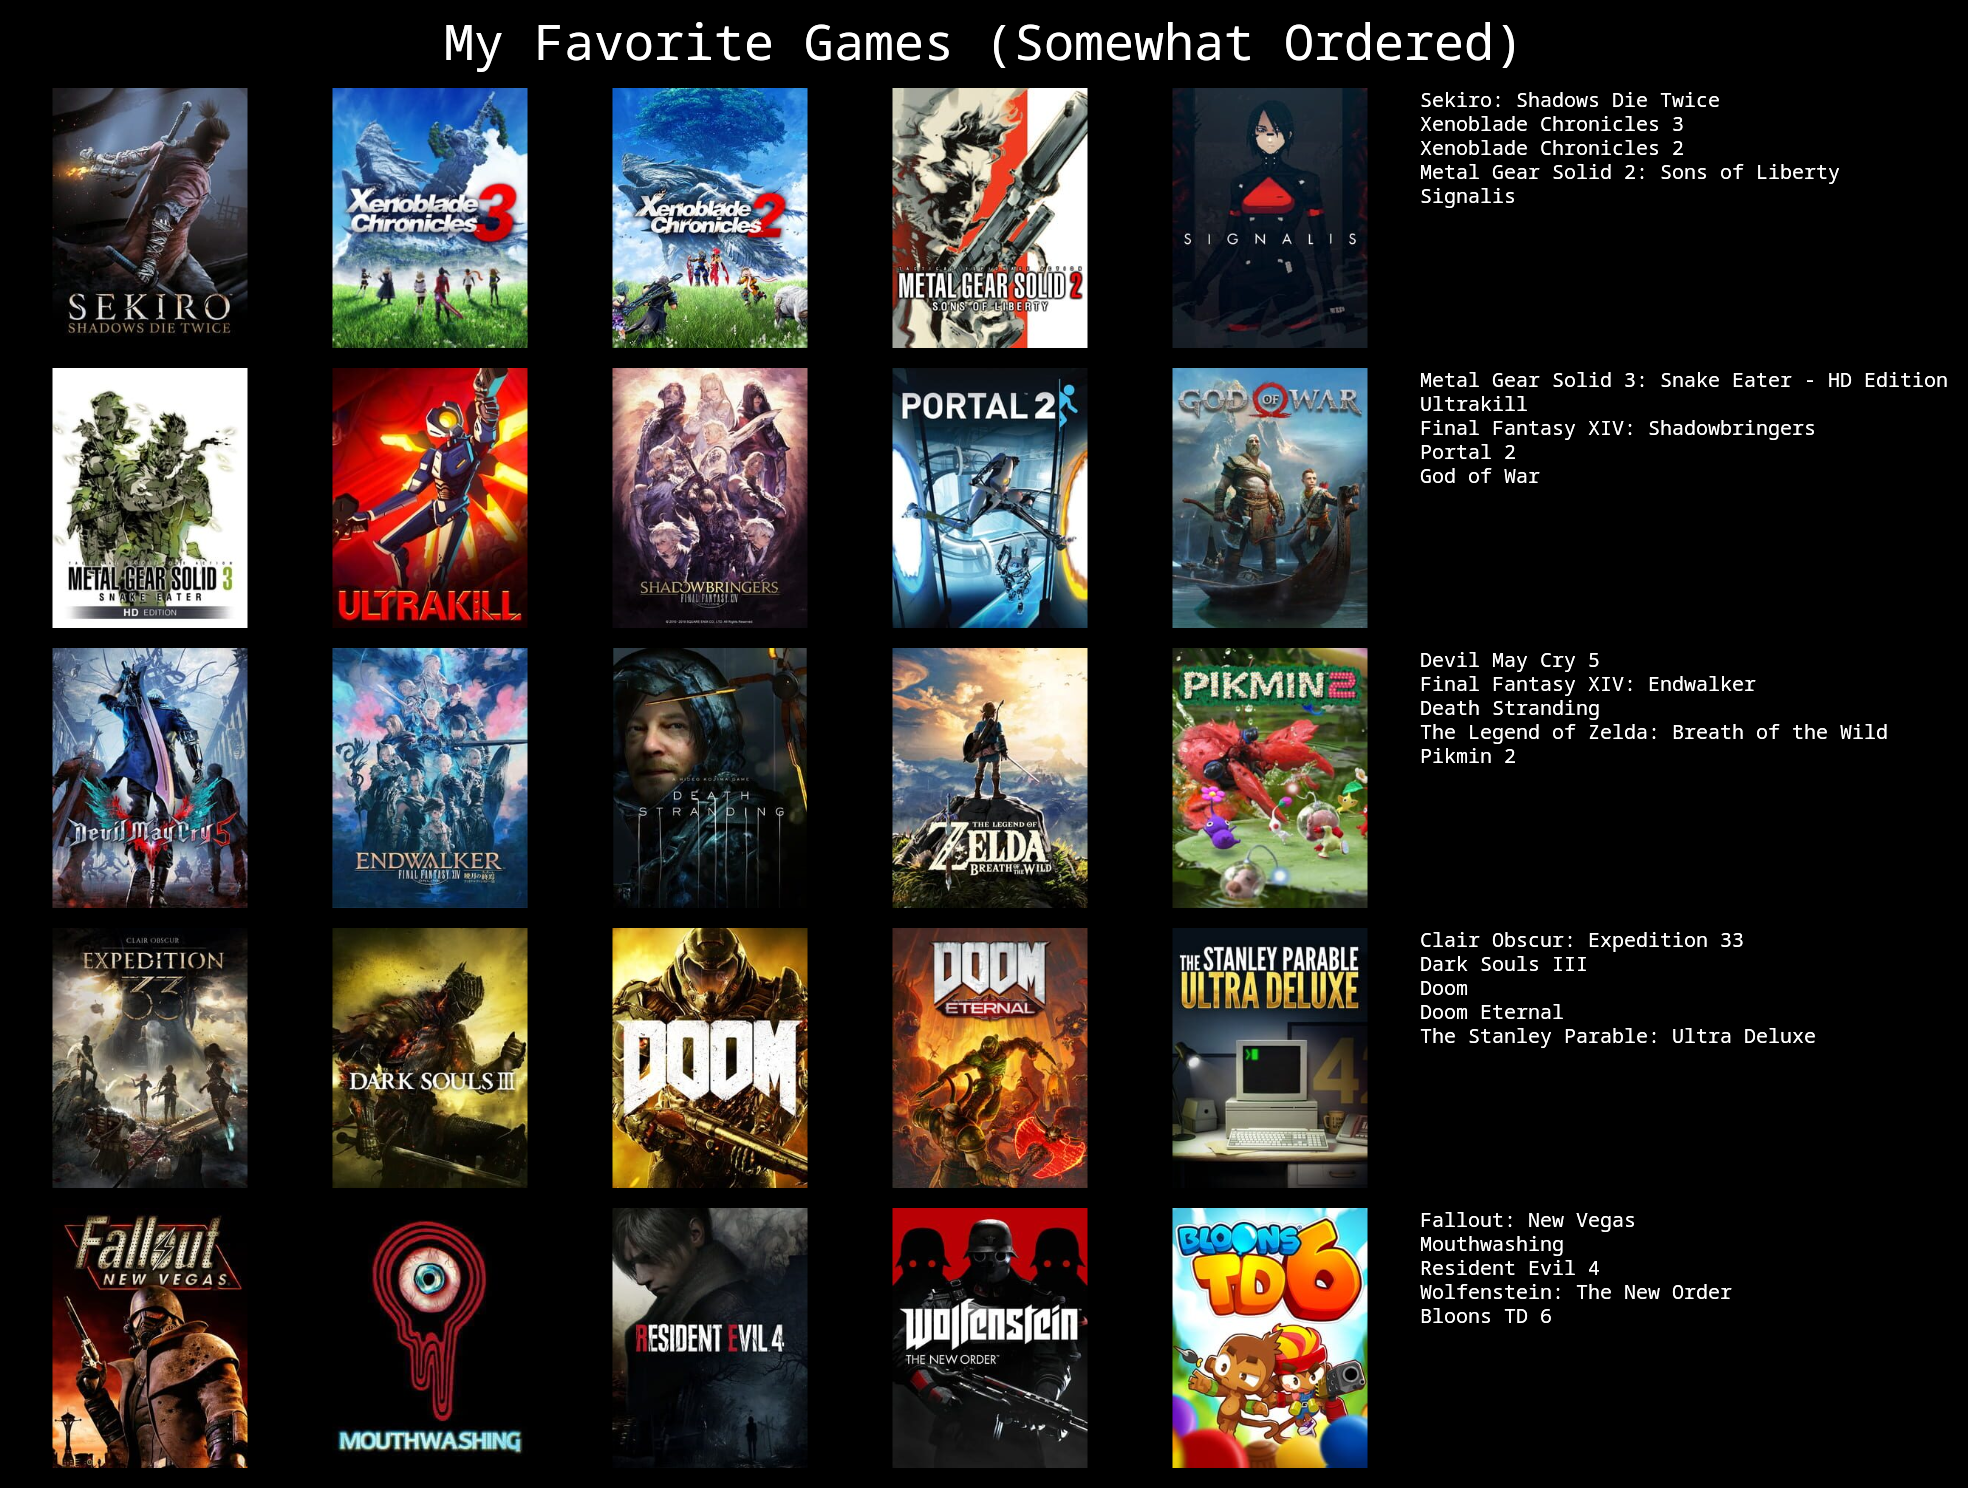 My Favorite Games (Somewhat Ordered)
SEKIRO
SHADOWS DIE TWICE
Xenoblade
Chronicles 3
Xenoblade
Chronicles 2
METAL GEAR SOLID 2
SONS OF LIBERTY
SIGNALIS
Sekiro: Shadows Die Twice
Xenoblade Chronicles 3
Xenoblade Chronicles 2
Metal Gear Solid 2: Sons of Liberty
Signalis
METAL GEAR SOLID 3
SNAKE EATER
HD EDITION
ULTRAKILL
SHADOWBRINGERS
FINAL FANTASY XIV
PORTAL 2
GOD OF WAR
Metal Gear Solid 3: Snake Eater - HD Edition
Ultrakill
Final Fantasy XIV: Shadowbringers
Portal 2
God of War
Devil May Cry 5
ENDWALKER
FINAL FANTASY XIV
A HIDEO KOJIMA GAME
DEATH
STRANDING
THE LEGEND OF
ZELDA
BREATH OF THE WILD
PIKMIN 2
Devil May Cry 5
Final Fantasy XIV: Endwalker
Death Stranding
The Legend of Zelda: Breath of the Wild
Pikmin 2
CLAIR OBSCUR
EXPEDITION
33
DARK SOULS III
DOOM
DOOM
ETERNAL
THE STANLEY PARABLE
ULTRA DELUXE
Clair Obscur: Expedition 33
Dark Souls III
Doom
Doom Eternal
The Stanley Parable: Ultra Deluxe
Fallout
NEW VEGAS
MOUTHWASHING
RESIDENT EVIL 4
Wolfenstein
THE NEW ORDER
BLOONS
TD 6
Fallout: New Vegas
Mouthwashing
Resident Evil 4
Wolfenstein: The New Order
Bloons TD 6